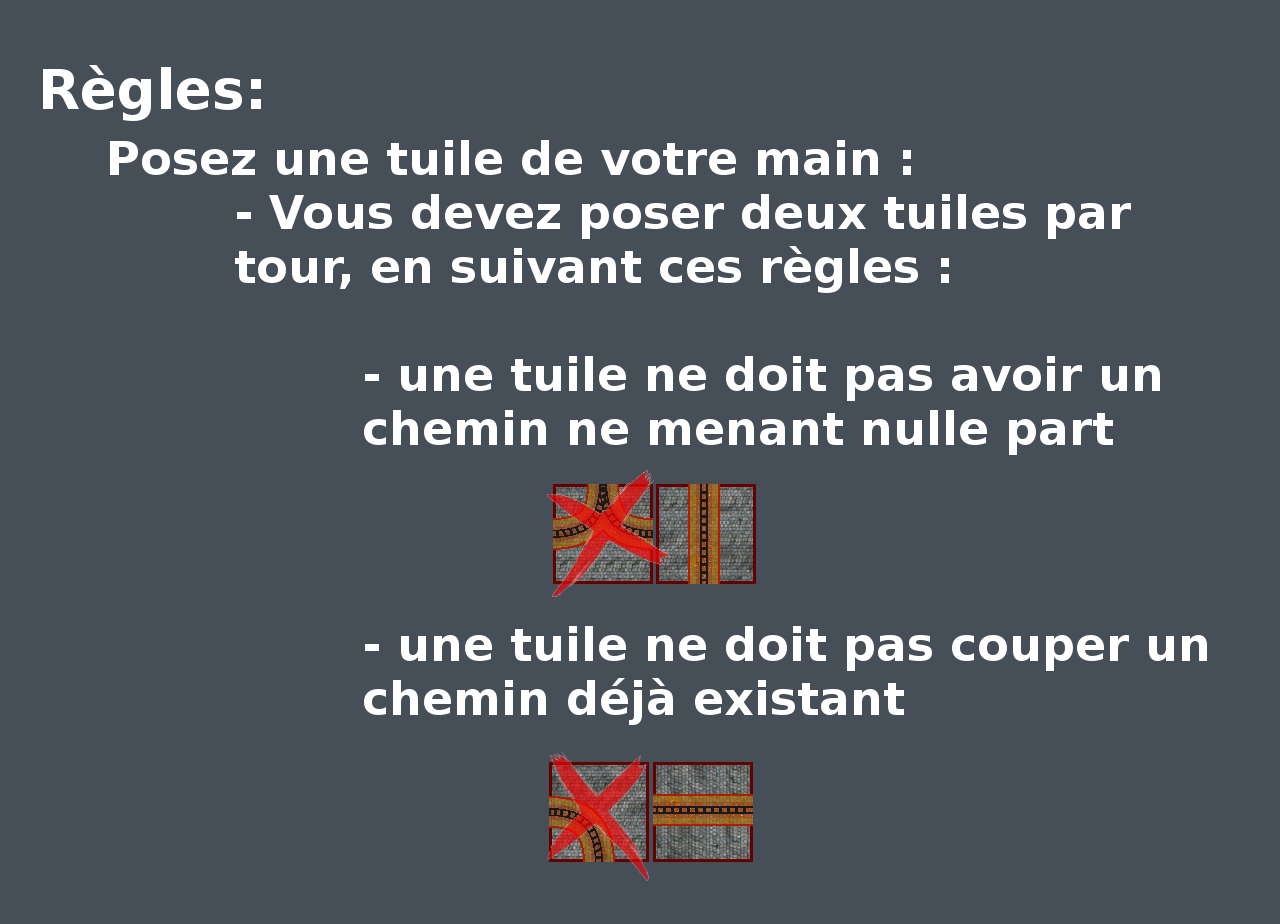 Règles:
Posez une tuile de votre main :
- Vous devez poser deux tuiles par
tour, en suivant ces règles :
- une tuile ne doit pas avoir un
chemin ne menant nulle part
- une tuile ne doit pas couper un
chemin déjà existant